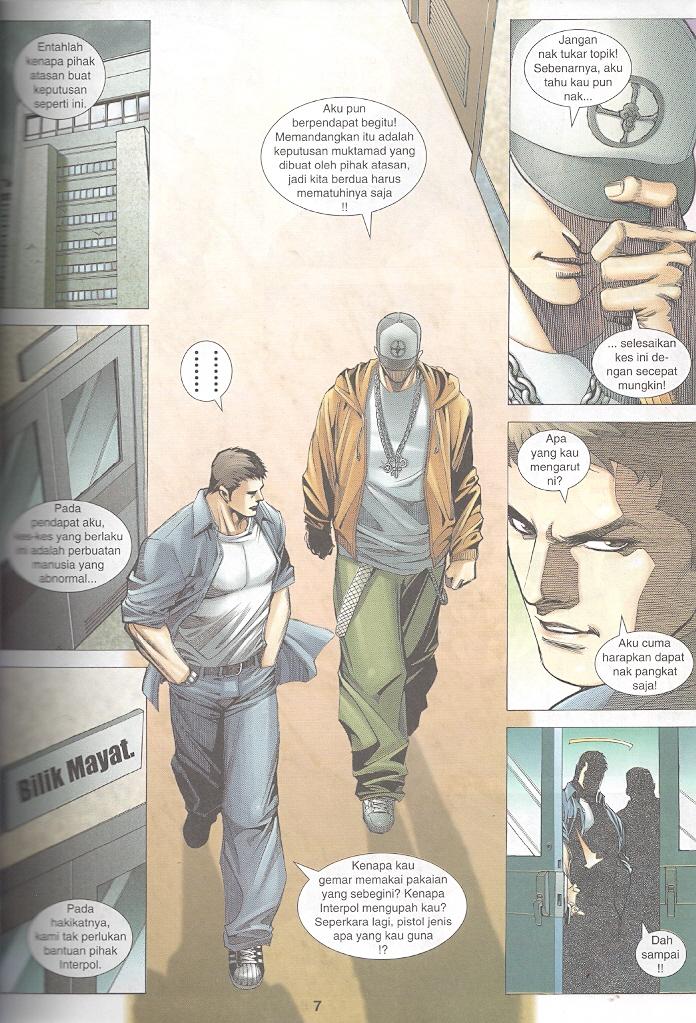 Entahlah
kenapa pihak
atasan buat
keputusan
seperti ini.
Pada
pendapat aku,
kes-kes yang berlaku
ini adalah perbuatan
manusia yang
abnormal...
Bilik Mayat.
Pada
hakikatnya,
kami tak perlukan
bantuan pihak
Interpol.
Aku pun
berpendapat begitu!
Memandangkan itu adalah
keputusan muktamad yang
dibuat oleh pihak atasan,
jadi kita berdua harus
mematuhinya saja
!!
Kenapa kau
gemar memakai pakaian
yang sebegini? Kenapa
Interpol mengupah kau?
Seperkara lagi, pistol jenis
apa yang kau guna
!?
Jangan
nak tukar topik!
Sebenarnya, aku
tahu kau pun
nak...
... selesaikan
kes ini de-
ngan secepat
mungkin!
Apa
yang kau
mengarut
ni?
Aku cuma
harapkan dapat
nak pangkat
saja!
Dah
sampai
!!
7